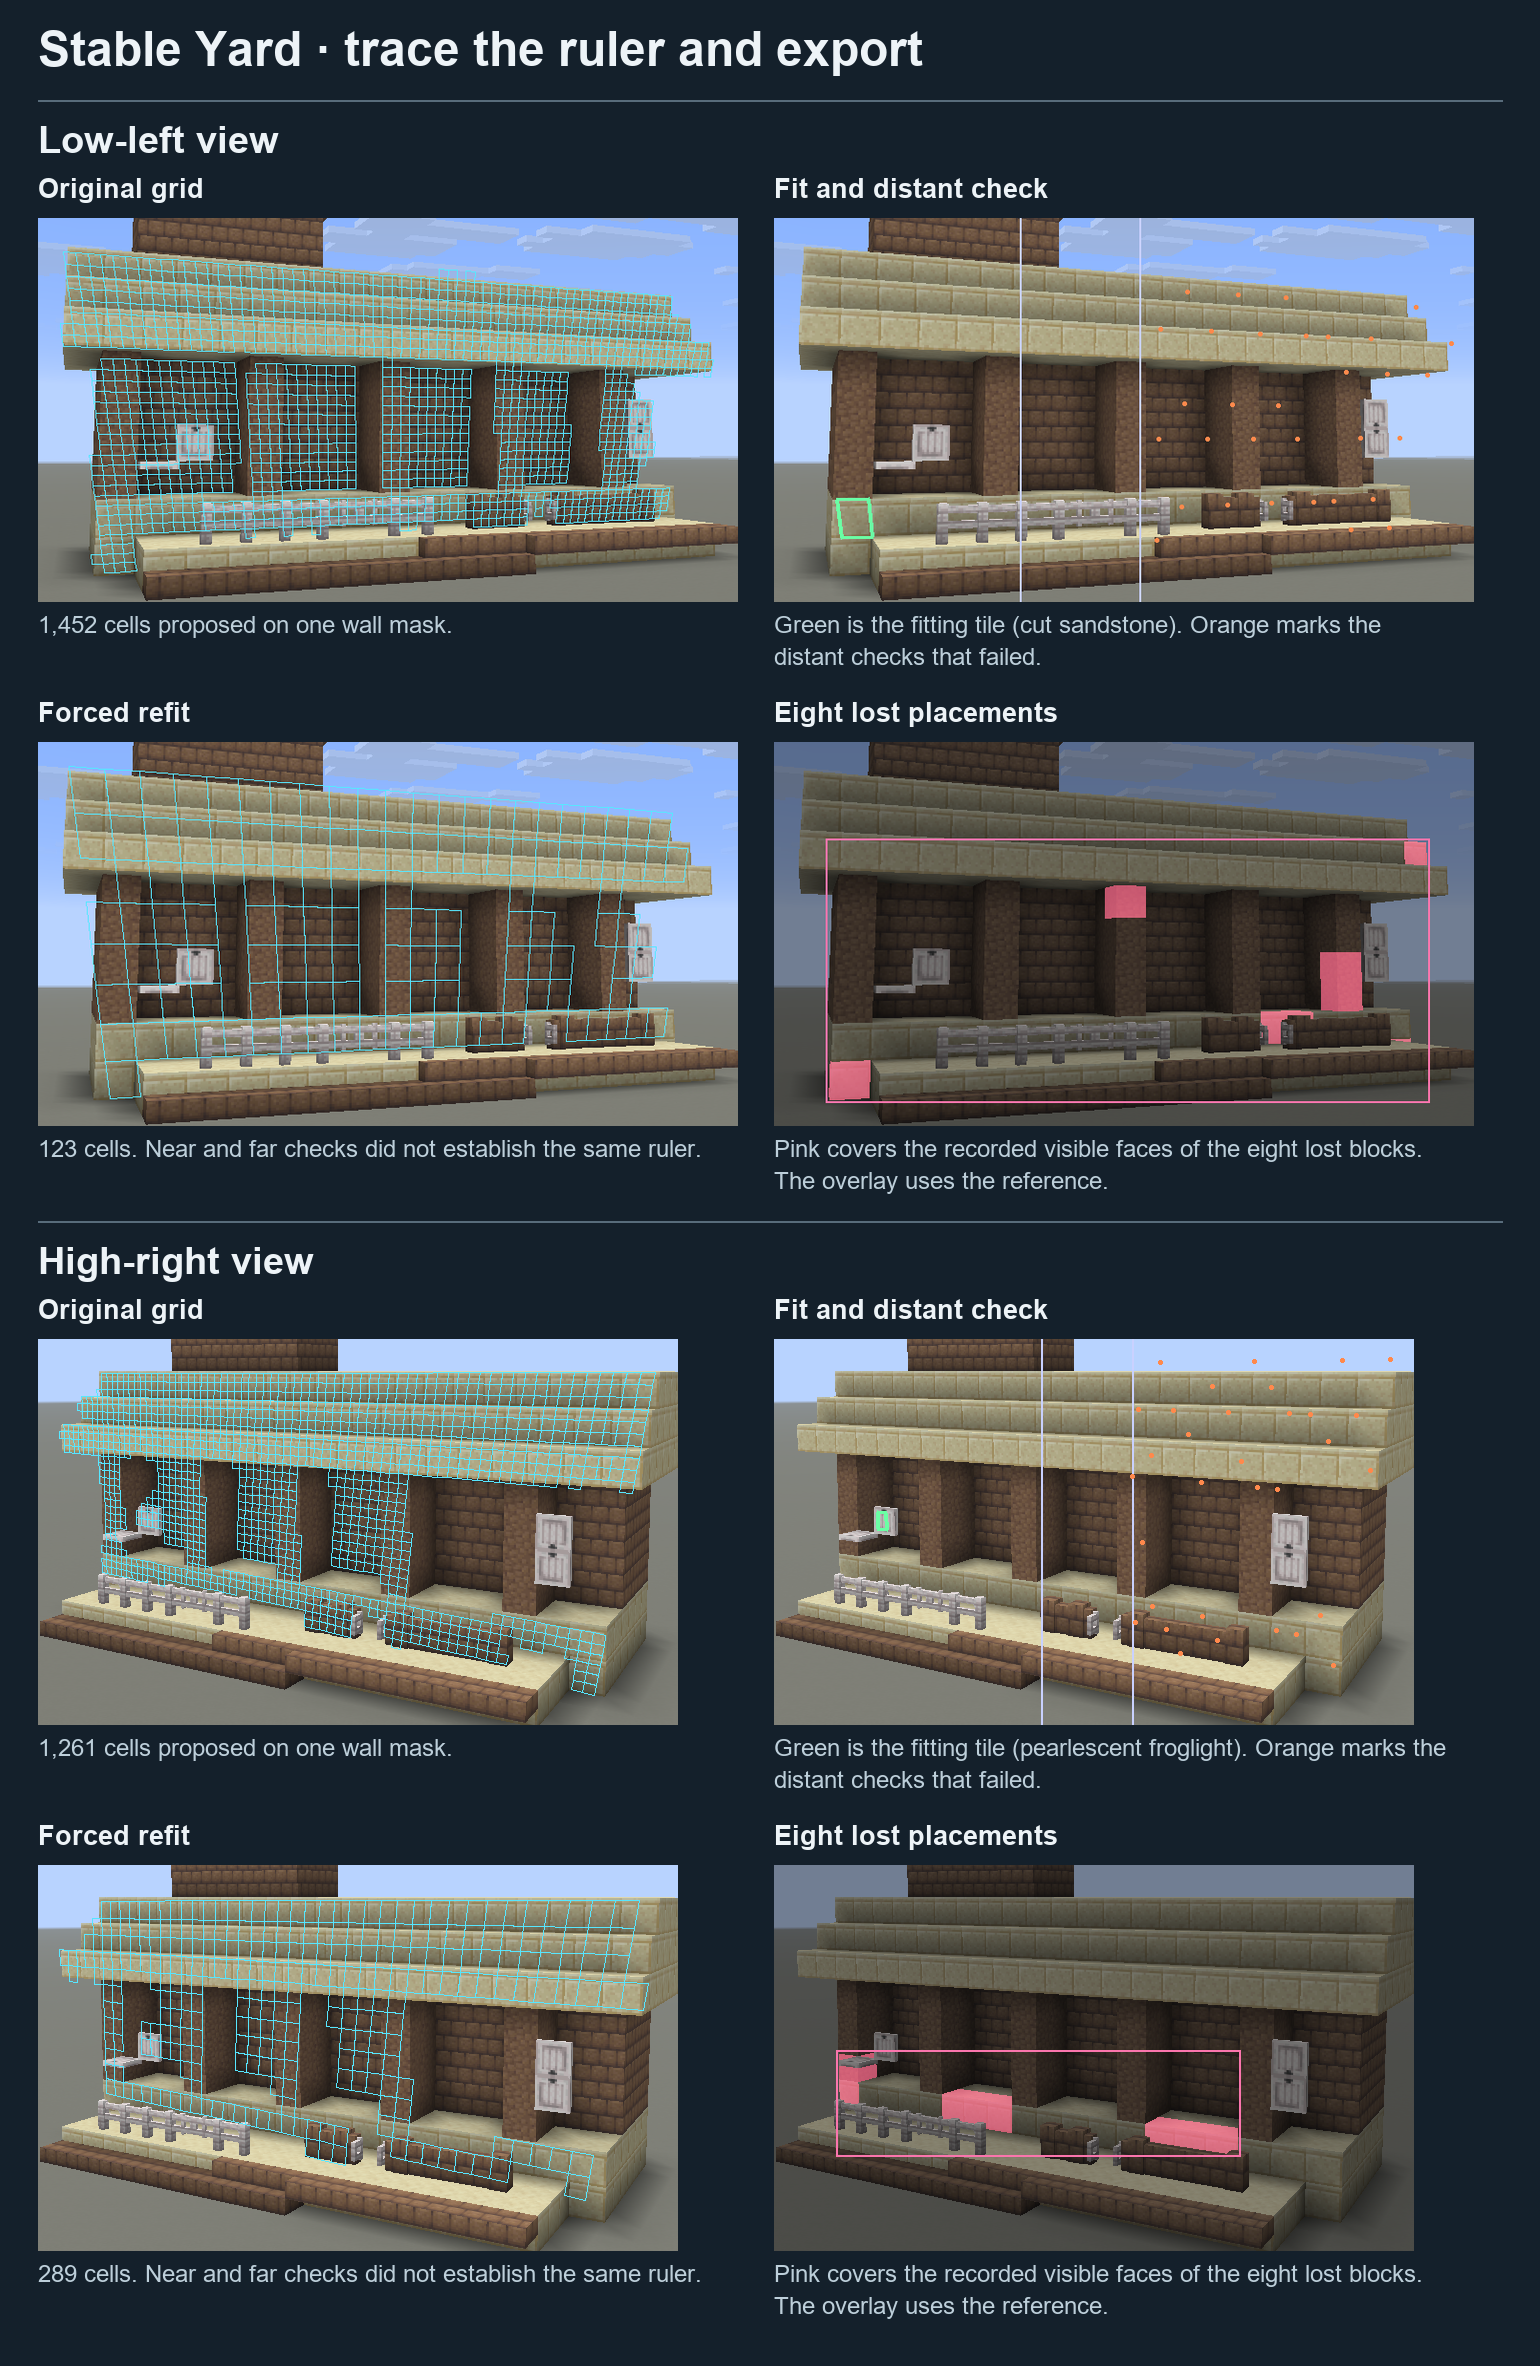 Stable Yard · trace the ruler and export
Low-left view
Original grid
Fit and distant check
1,452 cells proposed on one wall mask.
Green is the fitting tile (cut sandstone). Orange marks the
distant checks that failed.
Forced refit
Eight lost placements
123 cells. Near and far checks did not establish the same ruler.
Pink covers the recorded visible faces of the eight lost blocks.
The overlay uses the reference.
High-right view
Original grid
Fit and distant check
1,261 cells proposed on one wall mask.
Green is the fitting tile (pearlescent froglight). Orange marks the
distant checks that failed.
Forced refit
Eight lost placements
289 cells. Near and far checks did not establish the same ruler.
Pink covers the recorded visible faces of the eight lost blocks.
The overlay uses the reference.